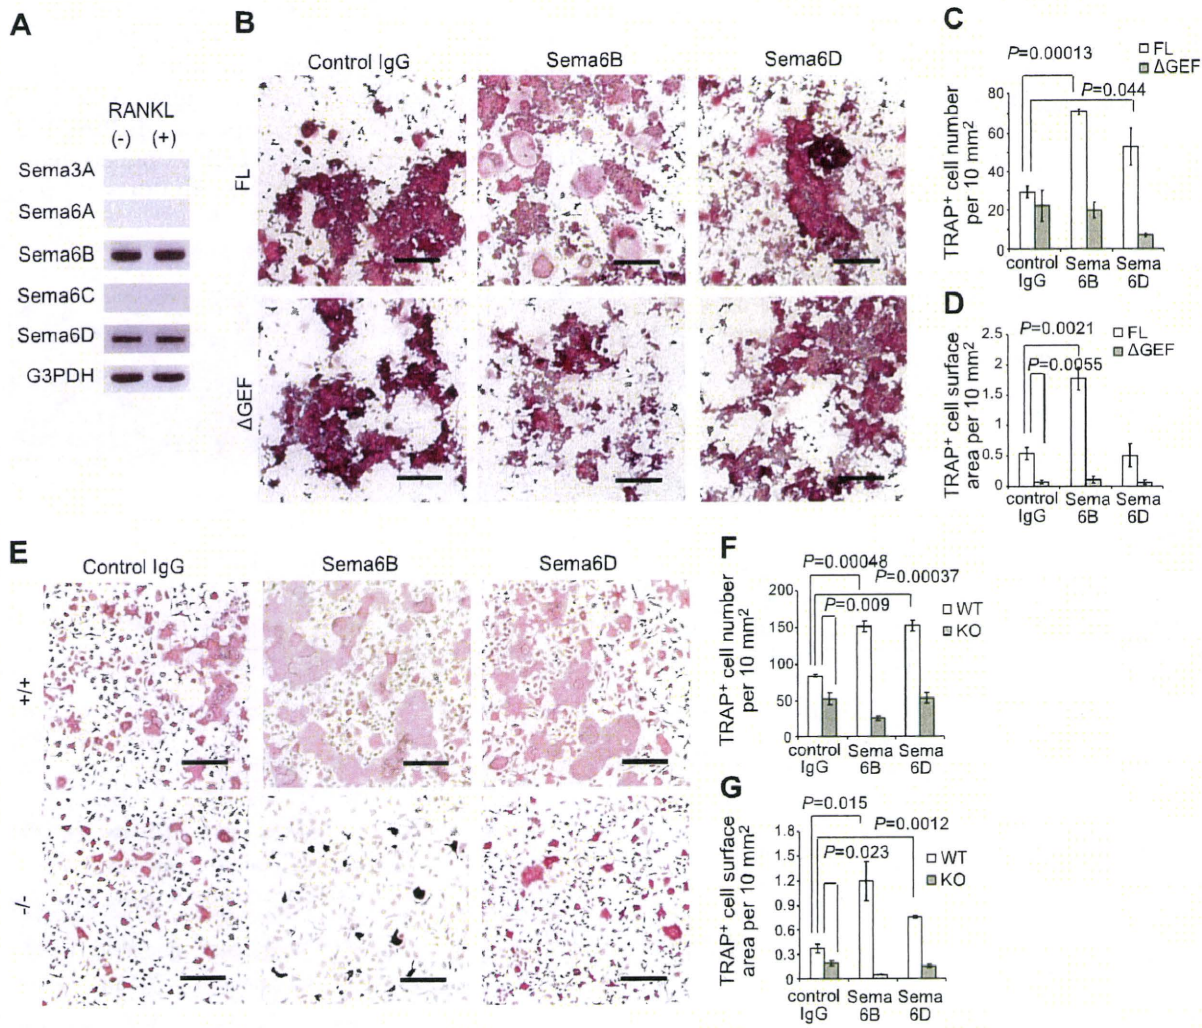 A
RANKL
(-) (+)
Sema3A
Sema6A
Sema6B
Sema6C
Sema6D
G3PDH
B
Control IgG Sema6B Sema6D
FL
ΔGEF
C
P=0.00013
P=0.044
FL
ΔGEF
TRAP+ cell number
per 10 mm2
80
60
40
20
0
control Sema Sema
IgG 6B 6D
D
P=0.0021
P=0.0055
FL
ΔGEF
TRAP+ cell surface
area per 10 mm2
2.5
2
1.5
1
0.5
0
control Sema Sema
IgG 6B 6D
E
Control IgG Sema6B Sema6D
+/+
-/-
F
P=0.00048
P=0.00037
P=0.009
WT
KO
TRAP+ cell number
per 10 mm2
200
150
100
50
0
control Sema Sema
IgG 6B 6D
G
P=0.015
P=0.0012
P=0.023
WT
KO
TRAP+ cell surface
area per 10 mm2
1.8
1.5
1.2
0.9
0.6
0.3
0
control Sema Sema
IgG 6B 6D